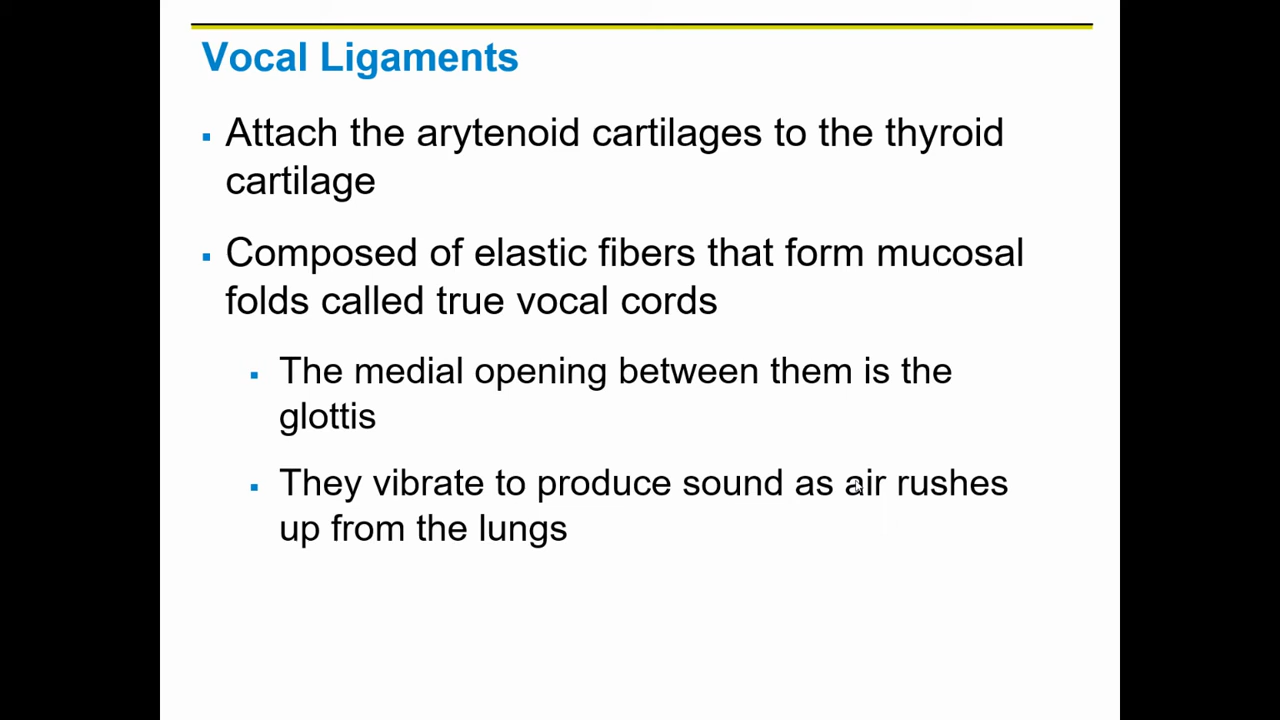 Vocal Ligaments
▪ Attach the arytenoid cartilages to the thyroid
cartilage
▪ Composed of elastic fibers that form mucosal
folds called true vocal cords
▪ The medial opening between them is the
glottis
▪ They vibrate to produce sound as air rushes
up from the lungs